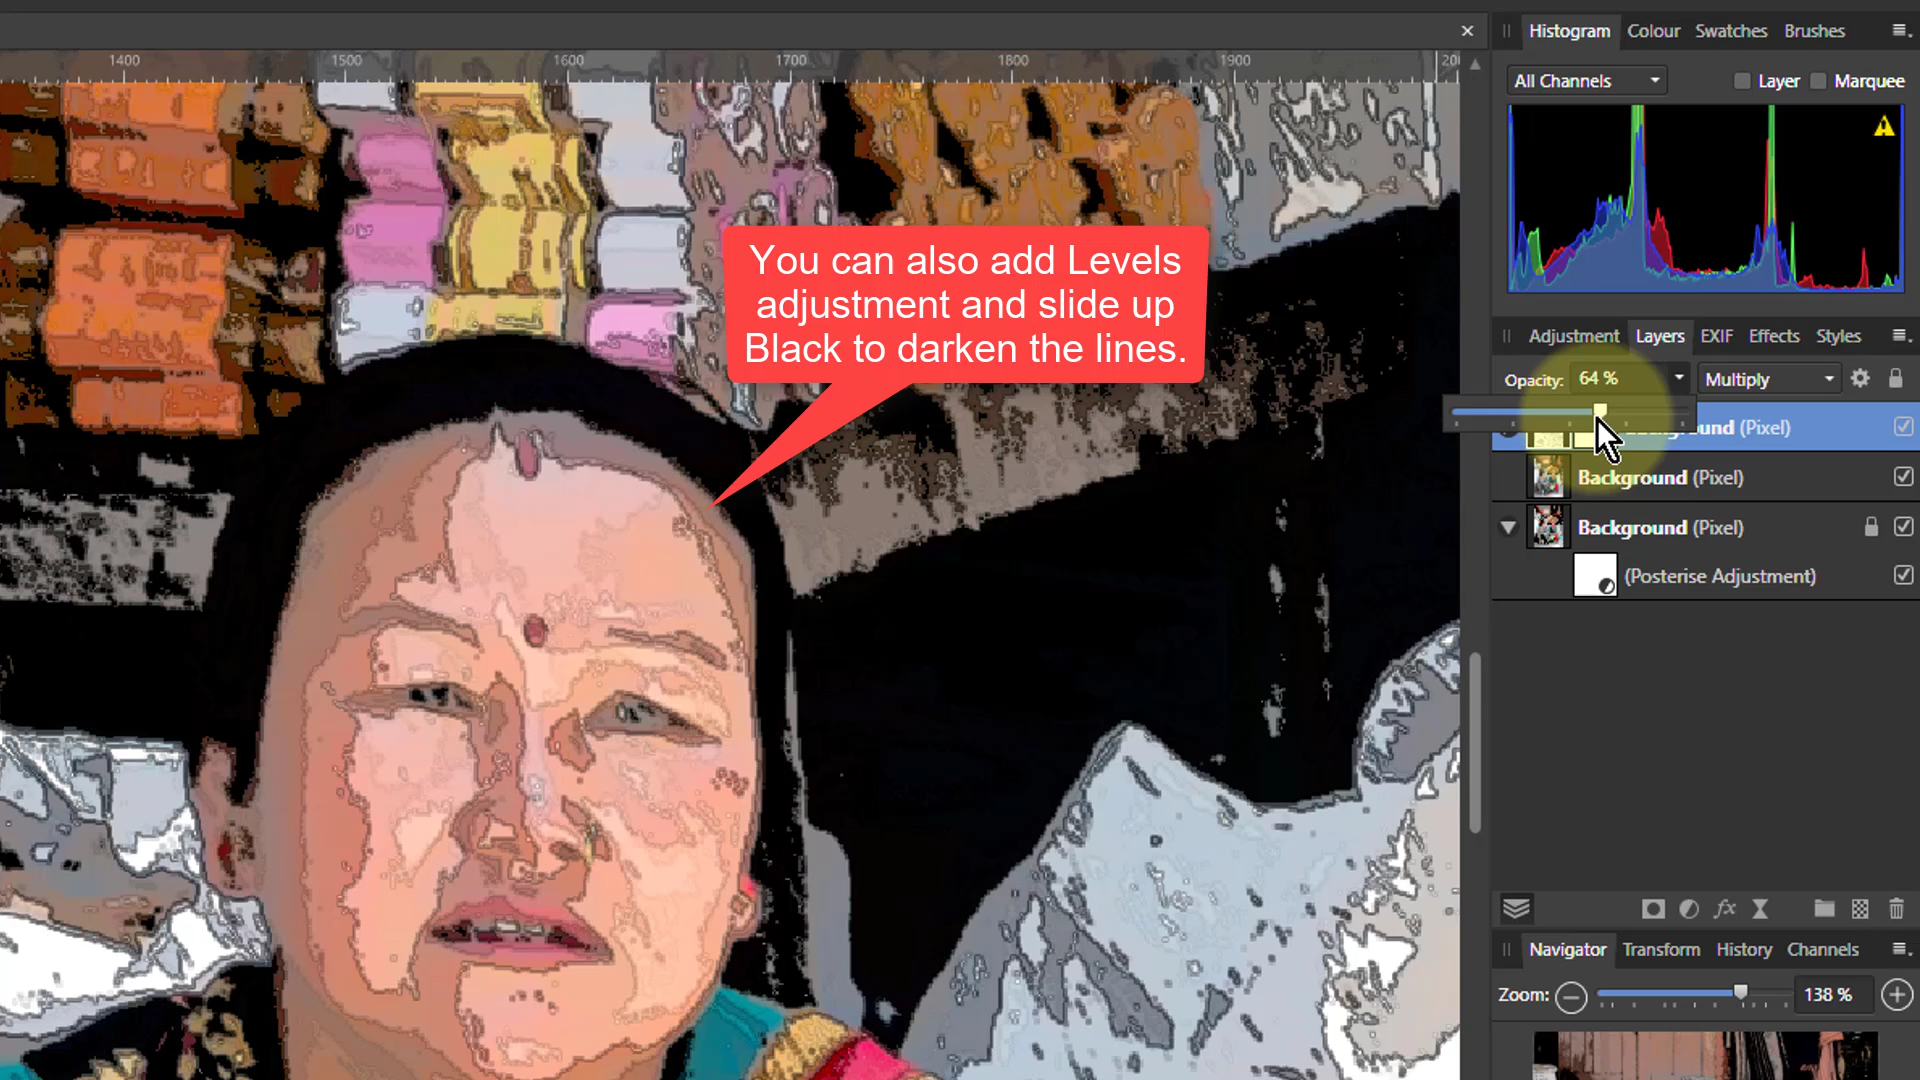 Histogram Colour Swatches Brushes
1400 1500 1600 1700 1800 1900 20
All Channels Layer Marquee
You can also add Levels
adjustment and slide up
Black to darken the lines.
Adjustment Layers EXIF Effects Styles
Opacity: 64 % Multiply
(Pixel)
Background (Pixel)
Background (Pixel)
(Posterise Adjustment)
fx
Navigator Transform History Channels
Zoom: 138 %